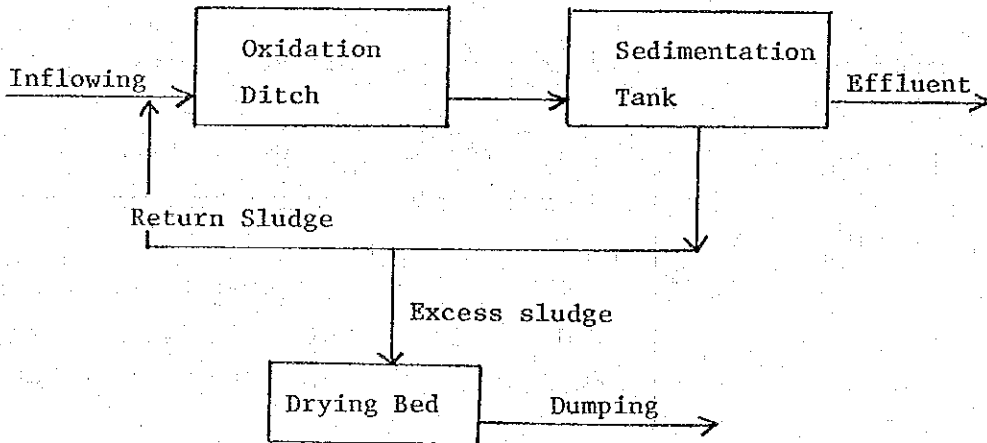 Oxidation
Ditch
Sedimentation
Tank
Inflowing
Effluent
Return Sludge
Excess sludge
Drying Bed
Dumping